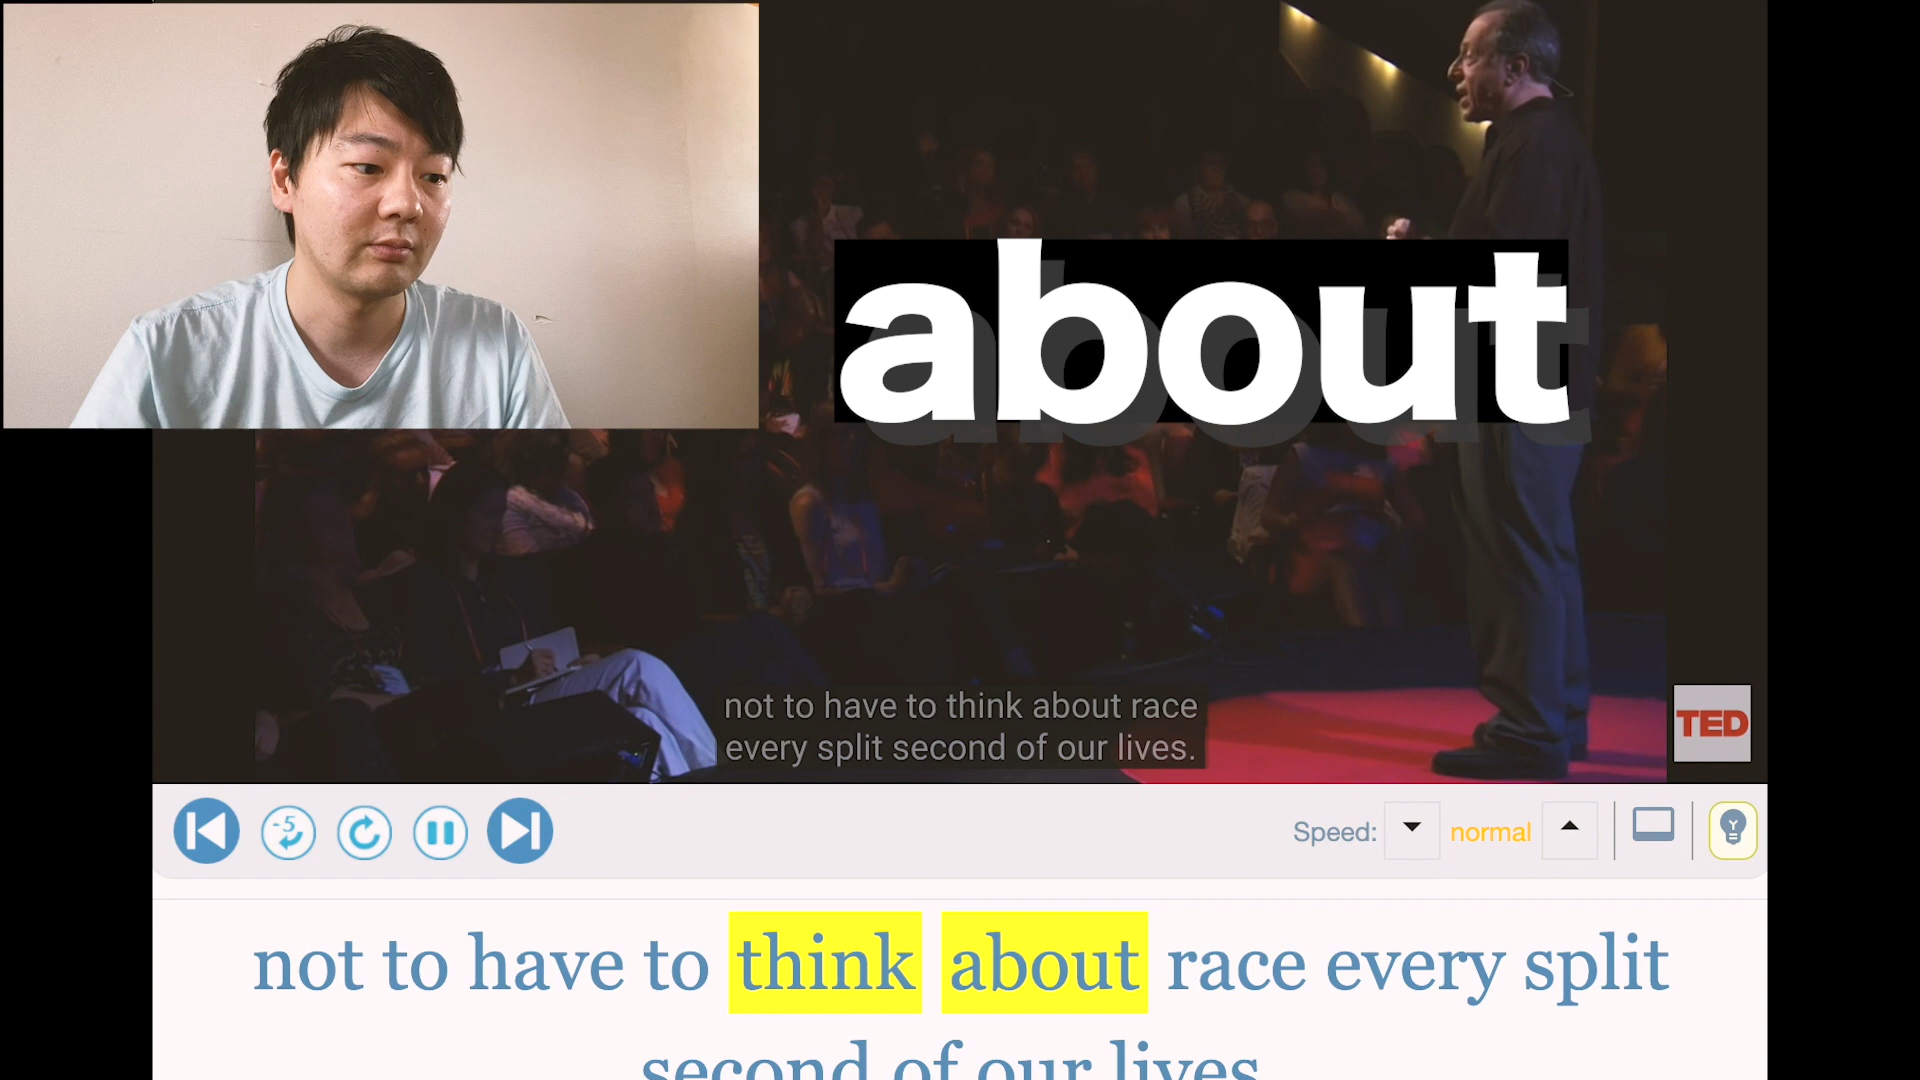 about
not to have to think about race
every split second of our lives.
TED
-5
Speed: normal
not to have to think about race every split
second of our lives